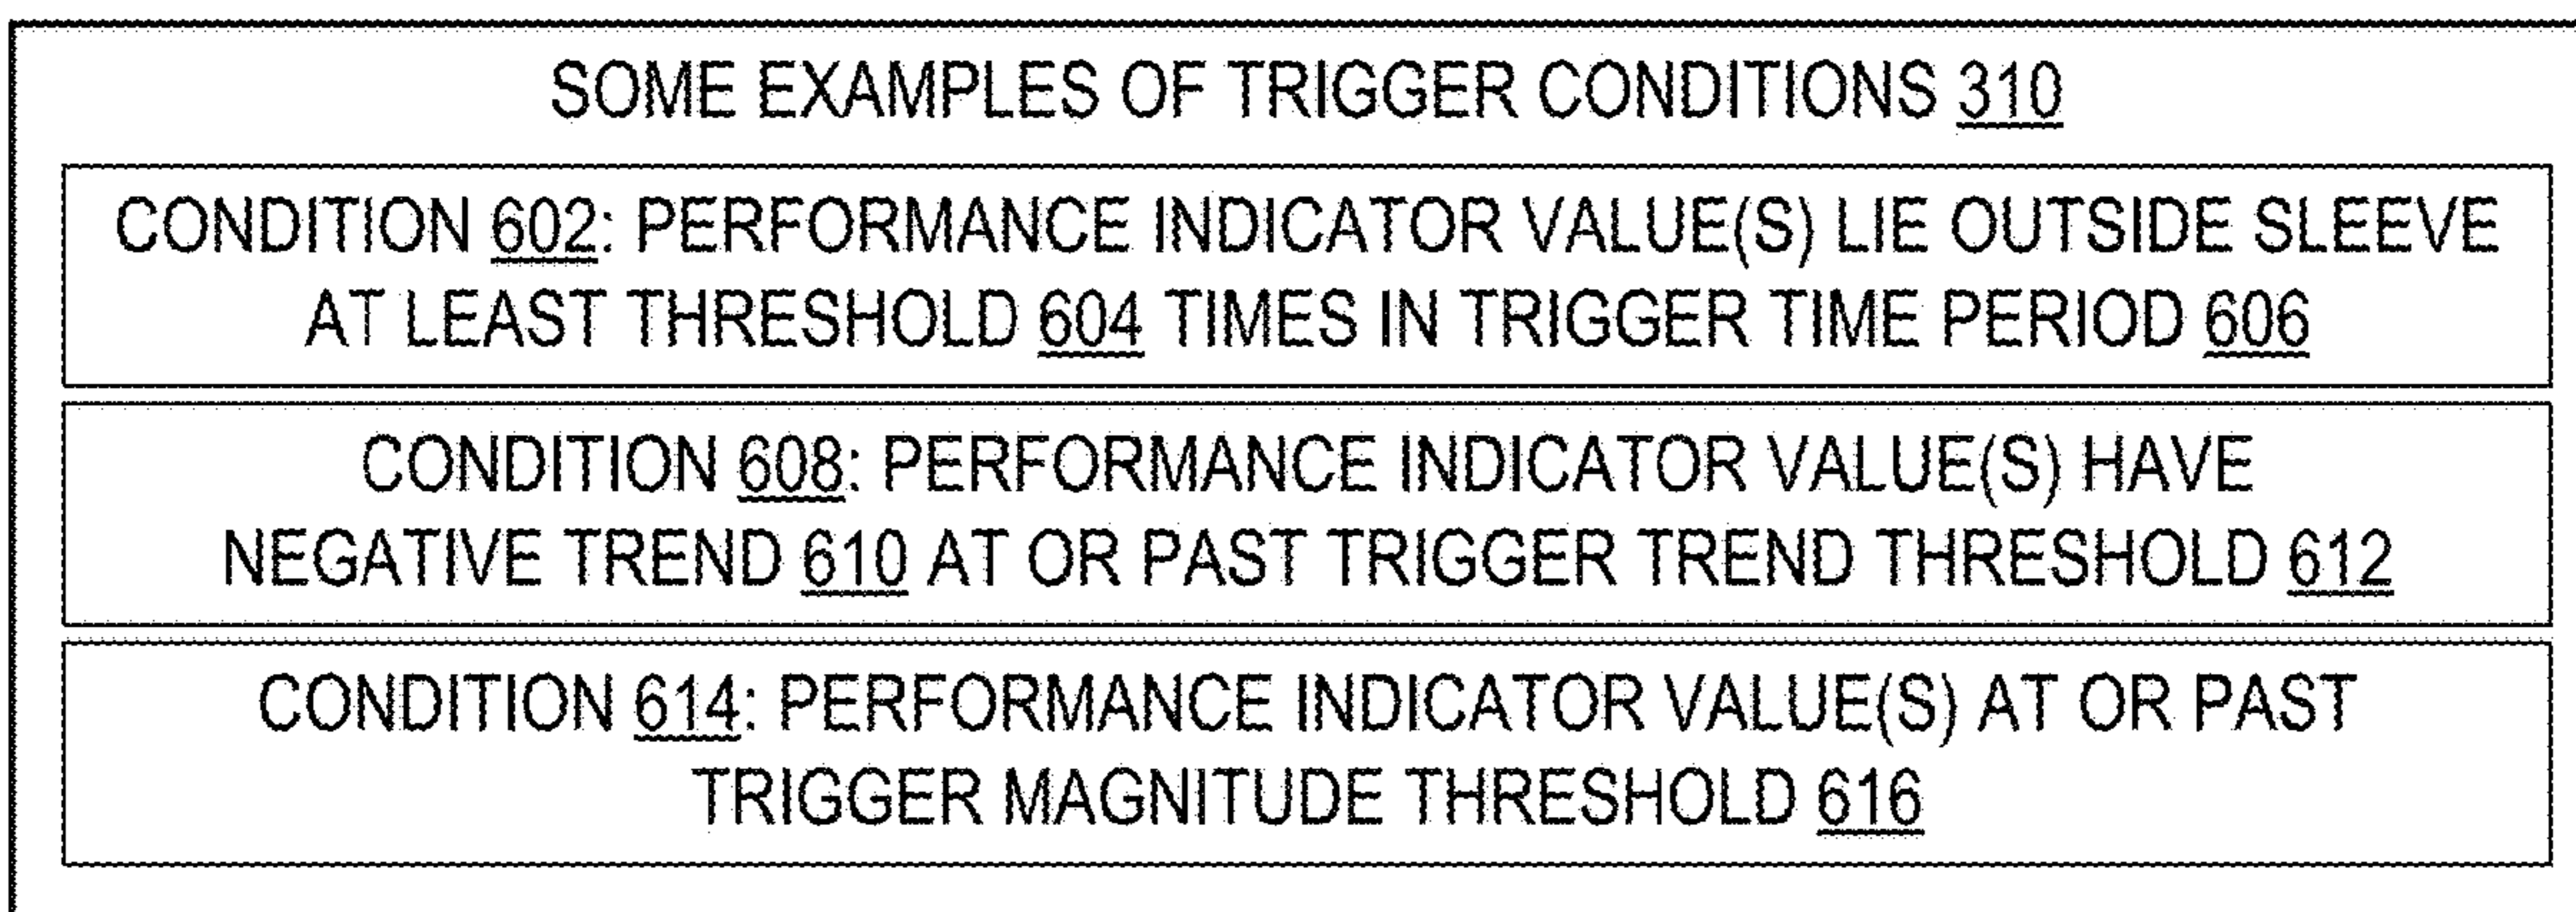 SOME EXAMPLES OF TRIGGER CONDITIONS 310
CONDITION 602: PERFORMANCE INDICATOR VALUE(S) LIE OUTSIDE SLEEVE
AT LEAST THRESHOLD 604 TIMES IN TRIGGER TIME PERIOD 606
CONDITION 608: PERFORMANCE INDICATOR VALUE(S) HAVE
NEGATIVE TREND 610 AT OR PAST TRIGGER TREND THRESHOLD 612
CONDITION 614: PERFORMANCE INDICATOR VALUE(S) AT OR PAST
TRIGGER MAGNITUDE THRESHOLD 616